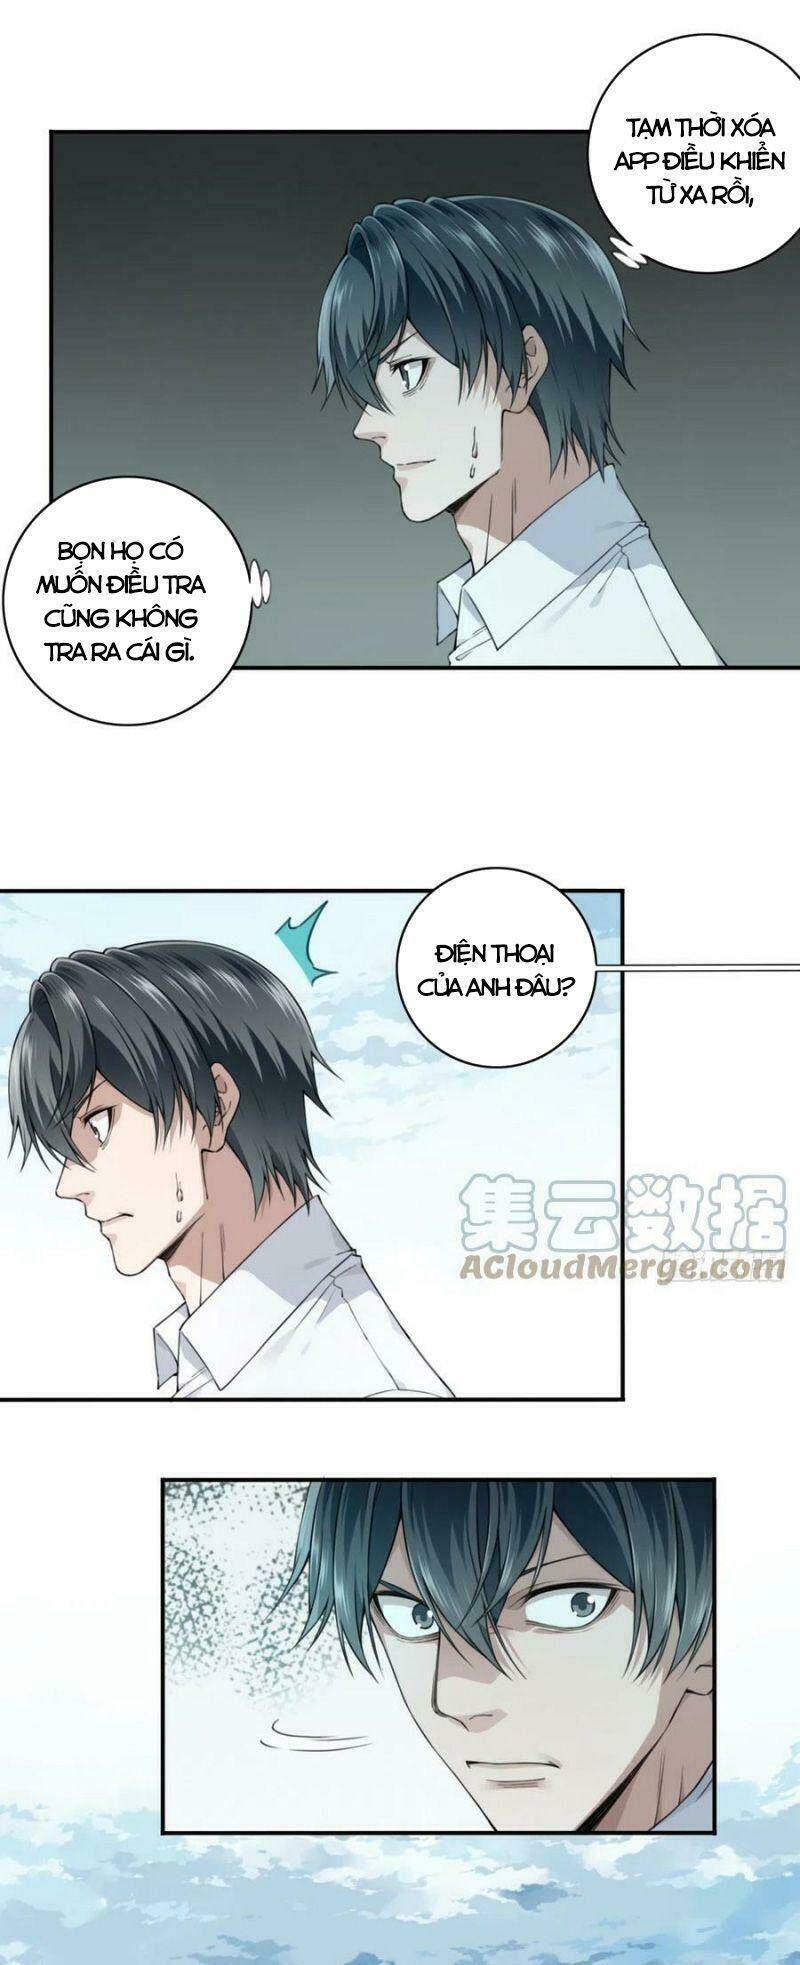 TẠM THỜI XÓA
APP ĐIỀU KHIỂN
TỪ XA RỒI,
BỌN HỌ CÓ
MUỐN ĐIỀU TRA
CŨNG KHÔNG
TRA RA CÁI GÌ.
ĐIỆN THOẠI
CỦA ANH ĐÂU?
集云数据
ACloudMerge.com